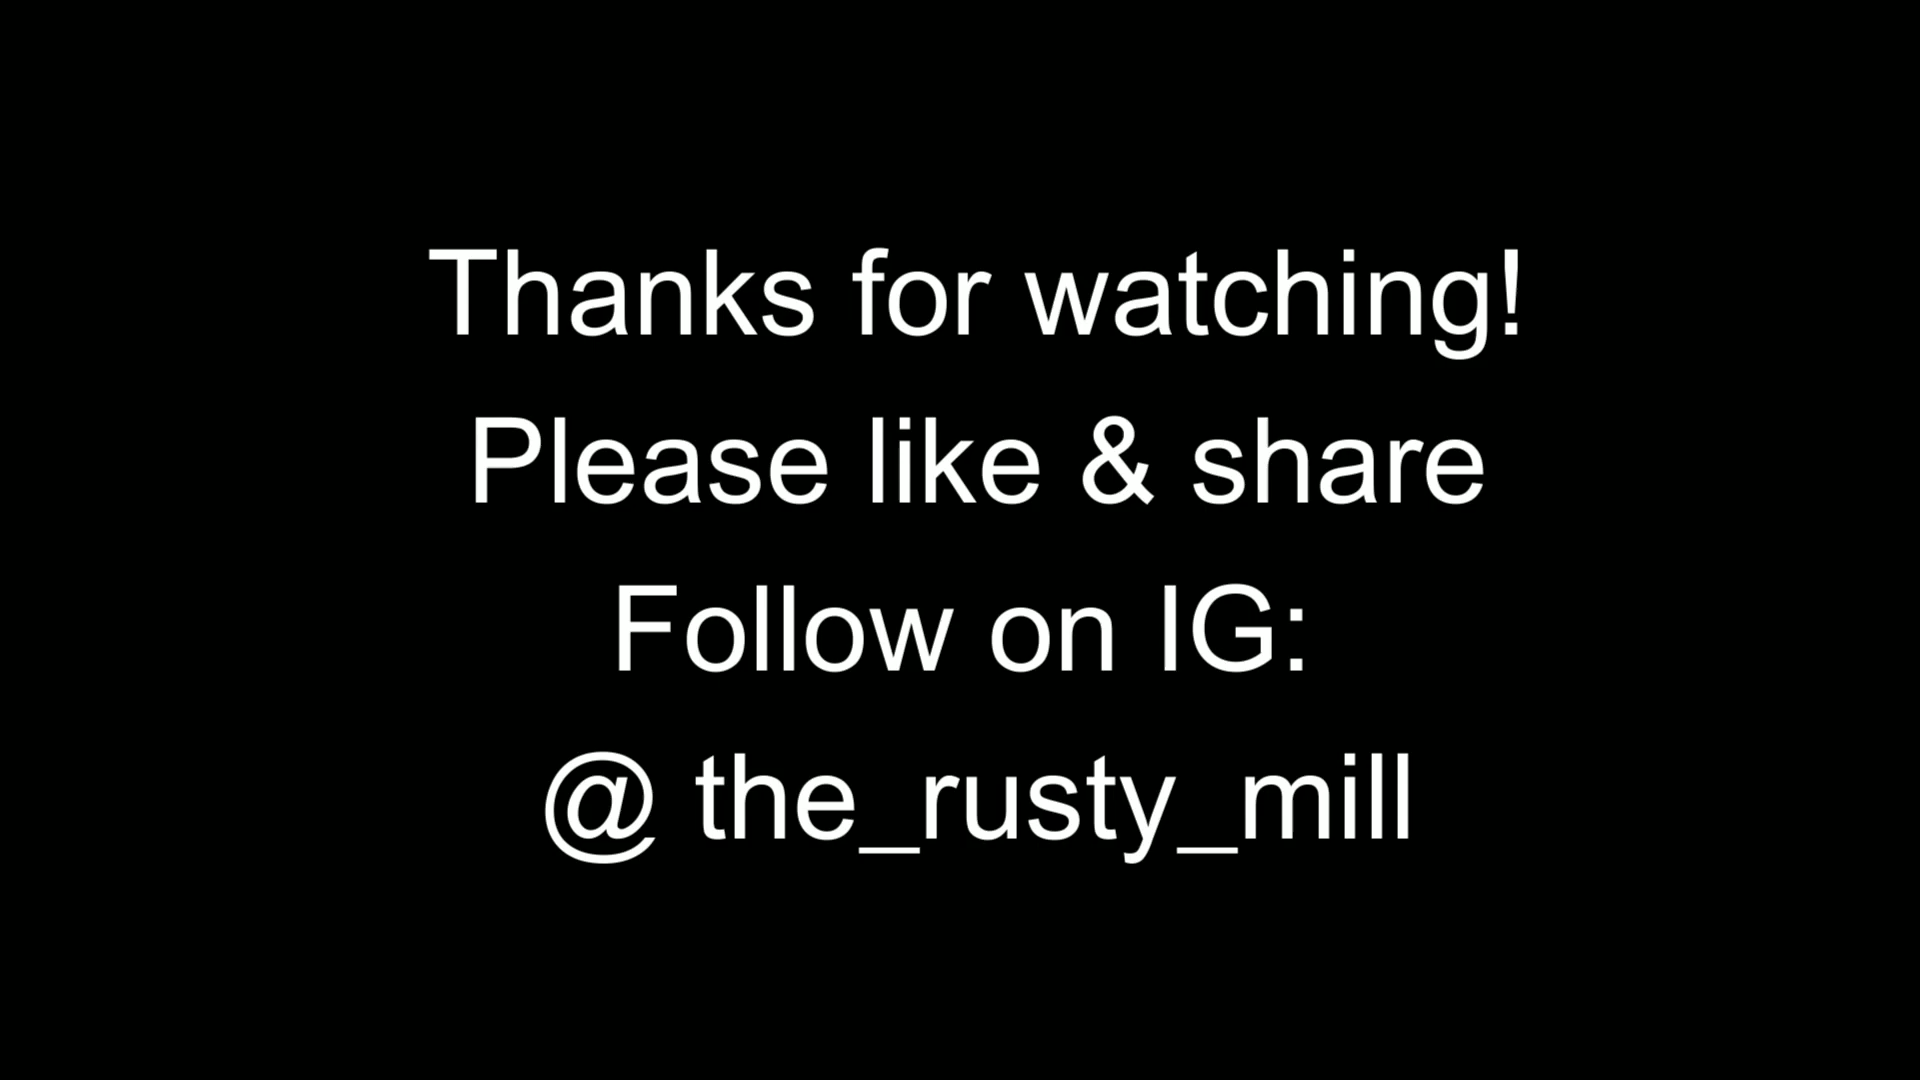 Thanks for watching!
Please like & share
Follow on IG:
@ the_rusty_mill